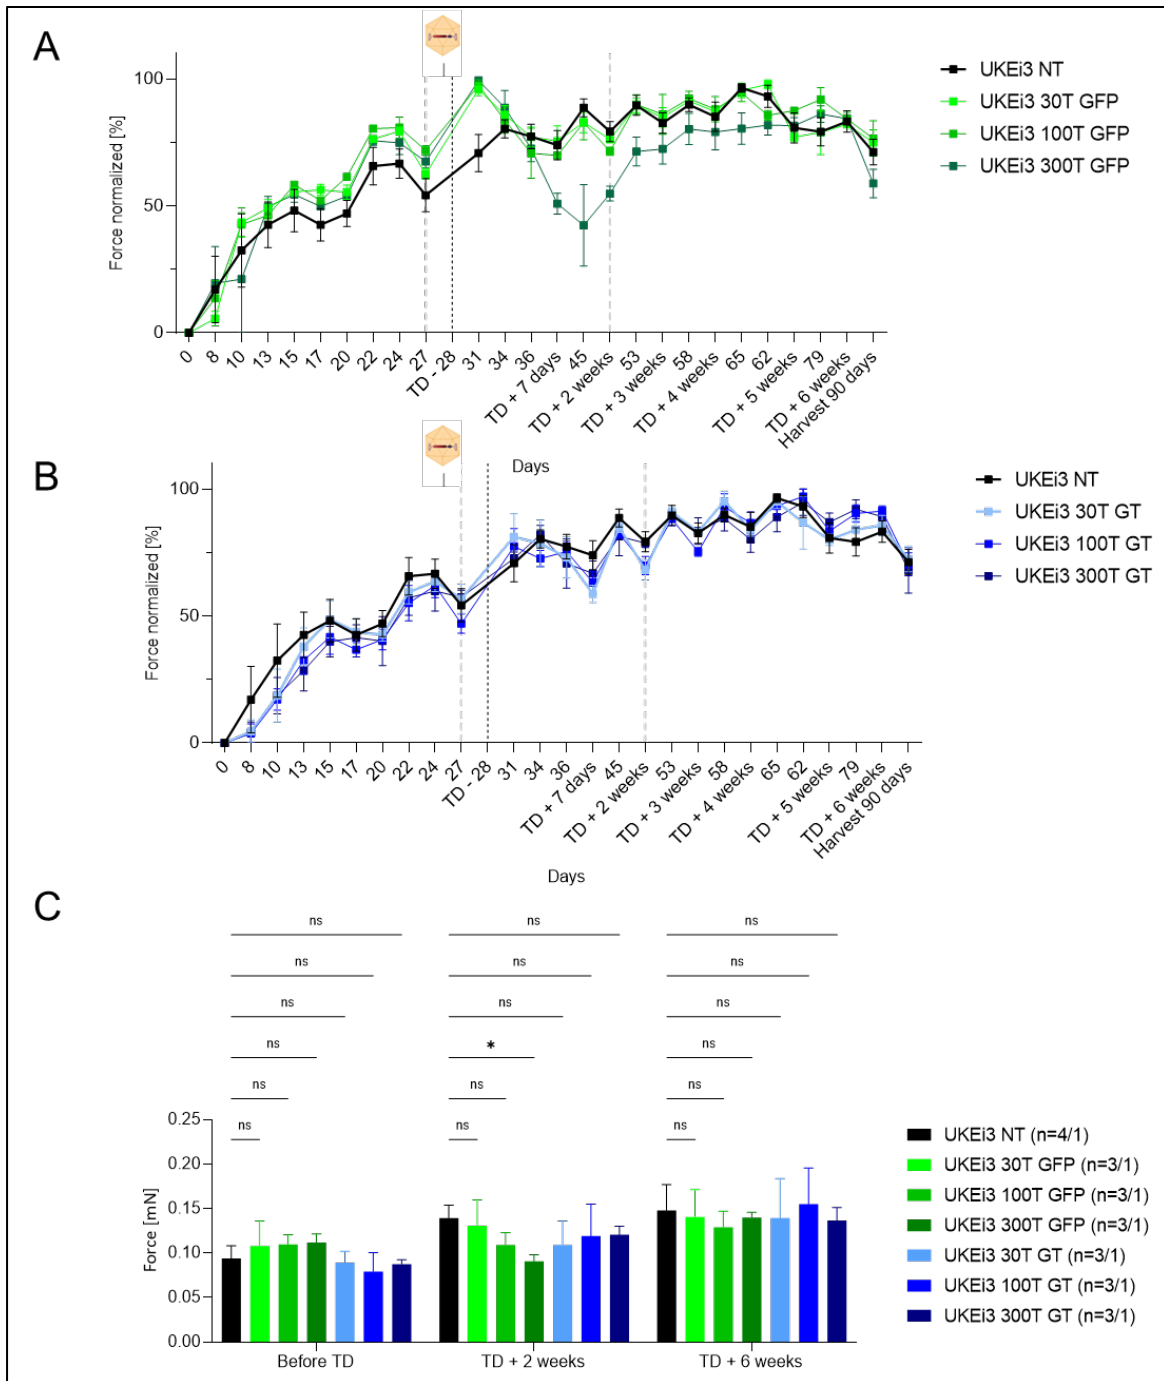 A
100
50
0
Force normalized [%]
UKEi3 NT
UKEi3 30T GFP
UKEi3 100T GFP
UKEi3 300T GFP
0
8
10
13
15
17
20
22
24
27
TD - 28
31
34
36
TD + 7 days
45
TD + 2 weeks
53
TD + 3 weeks
58
TD + 4 weeks
65
62
TD + 5 weeks
79
TD + 6 weeks
Harvest 90 days
Days
B
100
50
0
Force normalized [%]
UKEi3 NT
UKEi3 30T GT
UKEi3 100T GT
UKEi3 300T GT
0
8
10
13
15
17
20
22
24
27
TD - 28
31
34
36
TD + 7 days
45
TD + 2 weeks
53
TD + 3 weeks
58
TD + 4 weeks
65
62
TD + 5 weeks
79
TD + 6 weeks
Harvest 90 days
Days
C
ns ns ns
ns ns ns
ns ns ns
ns * ns
ns ns ns
ns ns ns
0.25
0.20
0.15
0.10
0.05
0.00
Force [mN]
Before TD
TD + 2 weeks
TD + 6 weeks
UKEi3 NT (n=4/1)
UKEi3 30T GFP (n=3/1)
UKEi3 100T GFP (n=3/1)
UKEi3 300T GFP (n=3/1)
UKEi3 30T GT (n=3/1)
UKEi3 100T GT (n=3/1)
UKEi3 300T GT (n=3/1)